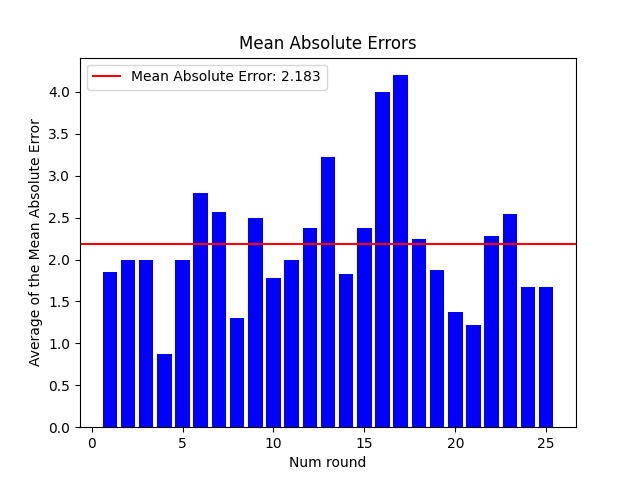 Mean Absolute Errors
Mean Absolute Error: 2.183
Average of the Mean Absolute Error
4.0
3.5
3.0
2.5
2.0
1.5
1.0
0.5
0.0
0 5 10 15 20 25
Num round